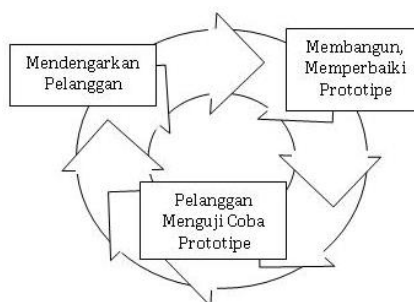 Mendengarkan
Pelanggan
Membangun,
Memperbaiki
Prototipe
Pelanggan
Menguji Coba
Prototipe